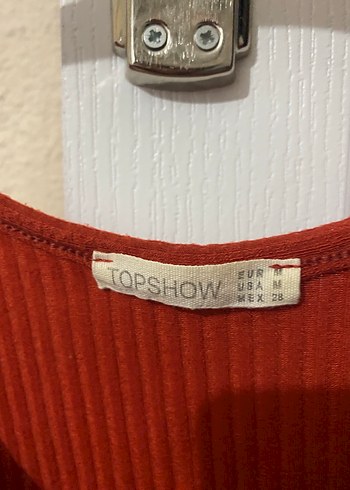 TOPSHOW
EUR M
USA M
MEX 28